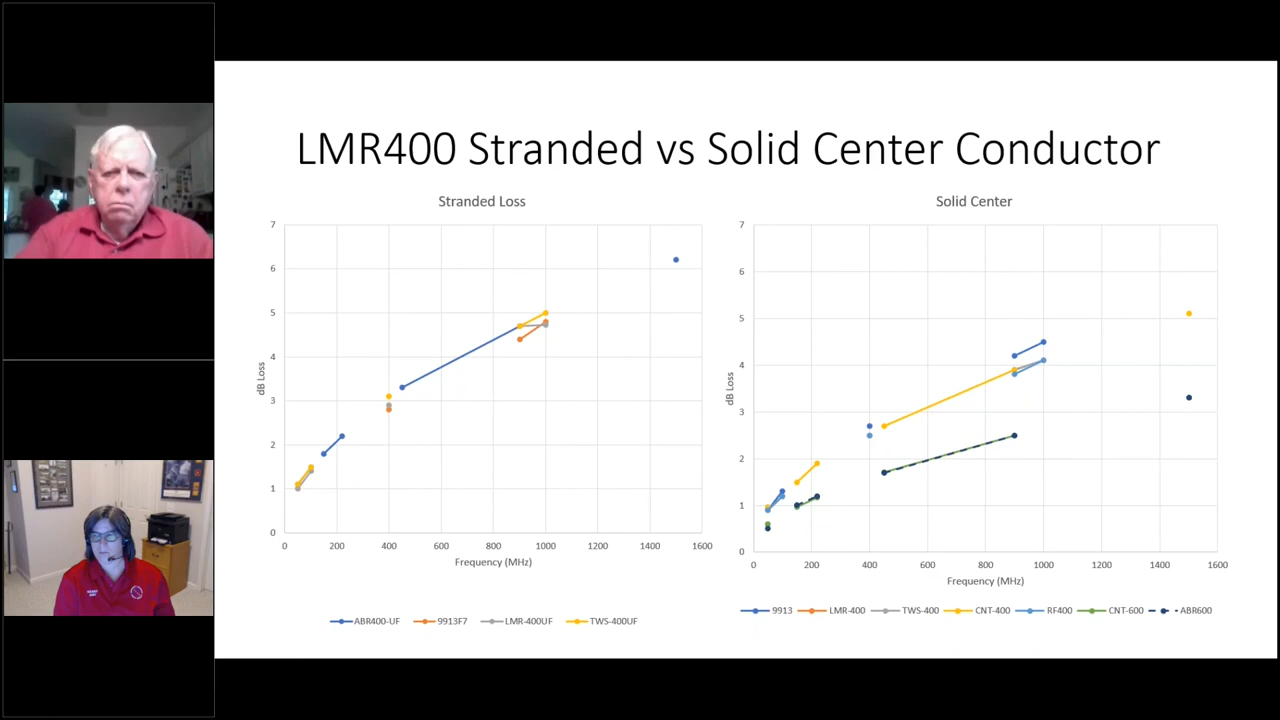 LMR400 Stranded vs Solid Center Conductor
Stranded Loss
7
6
5
4
3
2
1
0
dB Loss
0 200 400 600 800 1000 1200 1400 1600
Frequency (MHz)
ABR400-UF 9913F7 LMR-400UF TWS-400UF
Solid Center
7
6
5
4
3
2
1
0
dB Loss
0 200 400 600 800 1000 1200 1400 1600
Frequency (MHz)
9913 LMR-400 TWS-400 CNT-400 RF400 CNT-600 ABR600